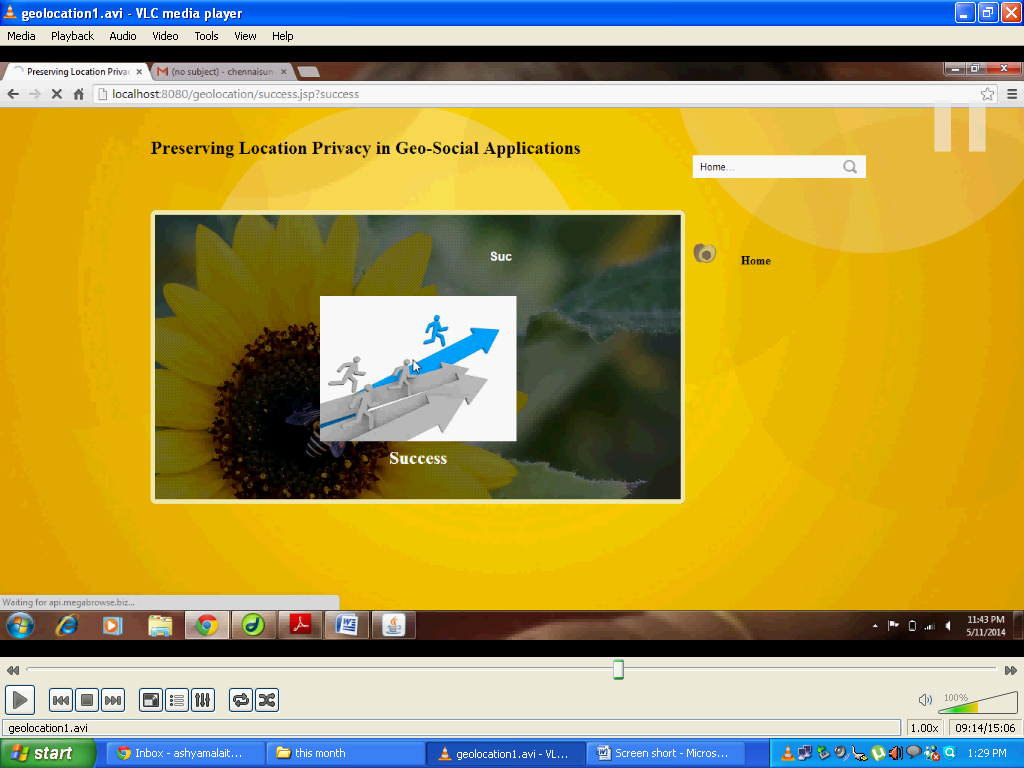 geolocation1.avi - VLC media player
Media Playback Audio Video Tools View Help
Preserving Location Priva
(no subject) - chennaisun
localhost:8080/geolocation/success.jsp?success
Preserving Location Privacy in Geo-Social Applications
Home...
Suc
Home
Success
Waiting for api.megabrowse.biz...
11:43 PM
5/11/2014
100%
geolocation1.avi
1.00x
09:14/15:06
start
Inbox - ashyamalait...
this month
geolocation1.avi - VL...
Screen short - Micros...
1:29 PM